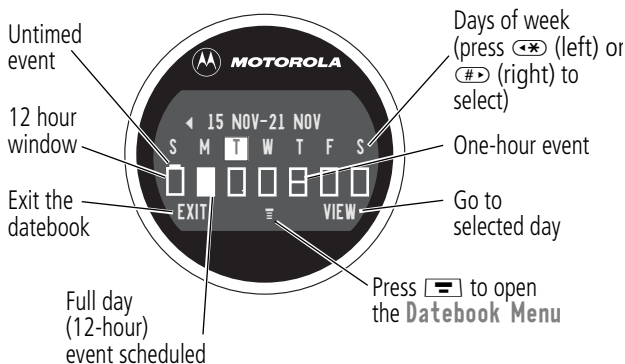 Untimed
event
12 hour
window
Exit the
datebook
Full day
(12-hour)
event scheduled
MOTOROLA
15 NOV-21 NOV
S M T W T F S
EXIT VIEW
Days of week
(press * (left) or
# (right) to
select)
One-hour event
Go to
selected day
Press to open
the Datebook Menu